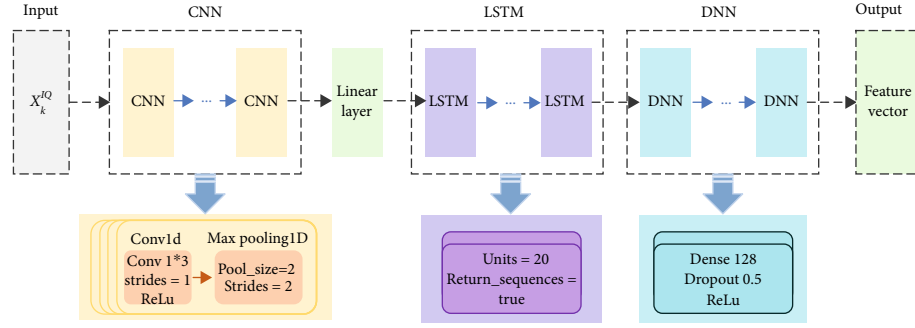 Input
CNN
LSTM
DNN
Output
X_k^{IQ}
CNN
...
CNN
Linear
layer
LSTM
...
LSTM
DNN
...
DNN
Feature
vector
Conv1d
Conv 1*3
strides = 1
ReLu
Max pooling1D
Pool_size=2
Strides = 2
Units = 20
Return_sequences =
true
Dense 128
Dropout 0.5
ReLu